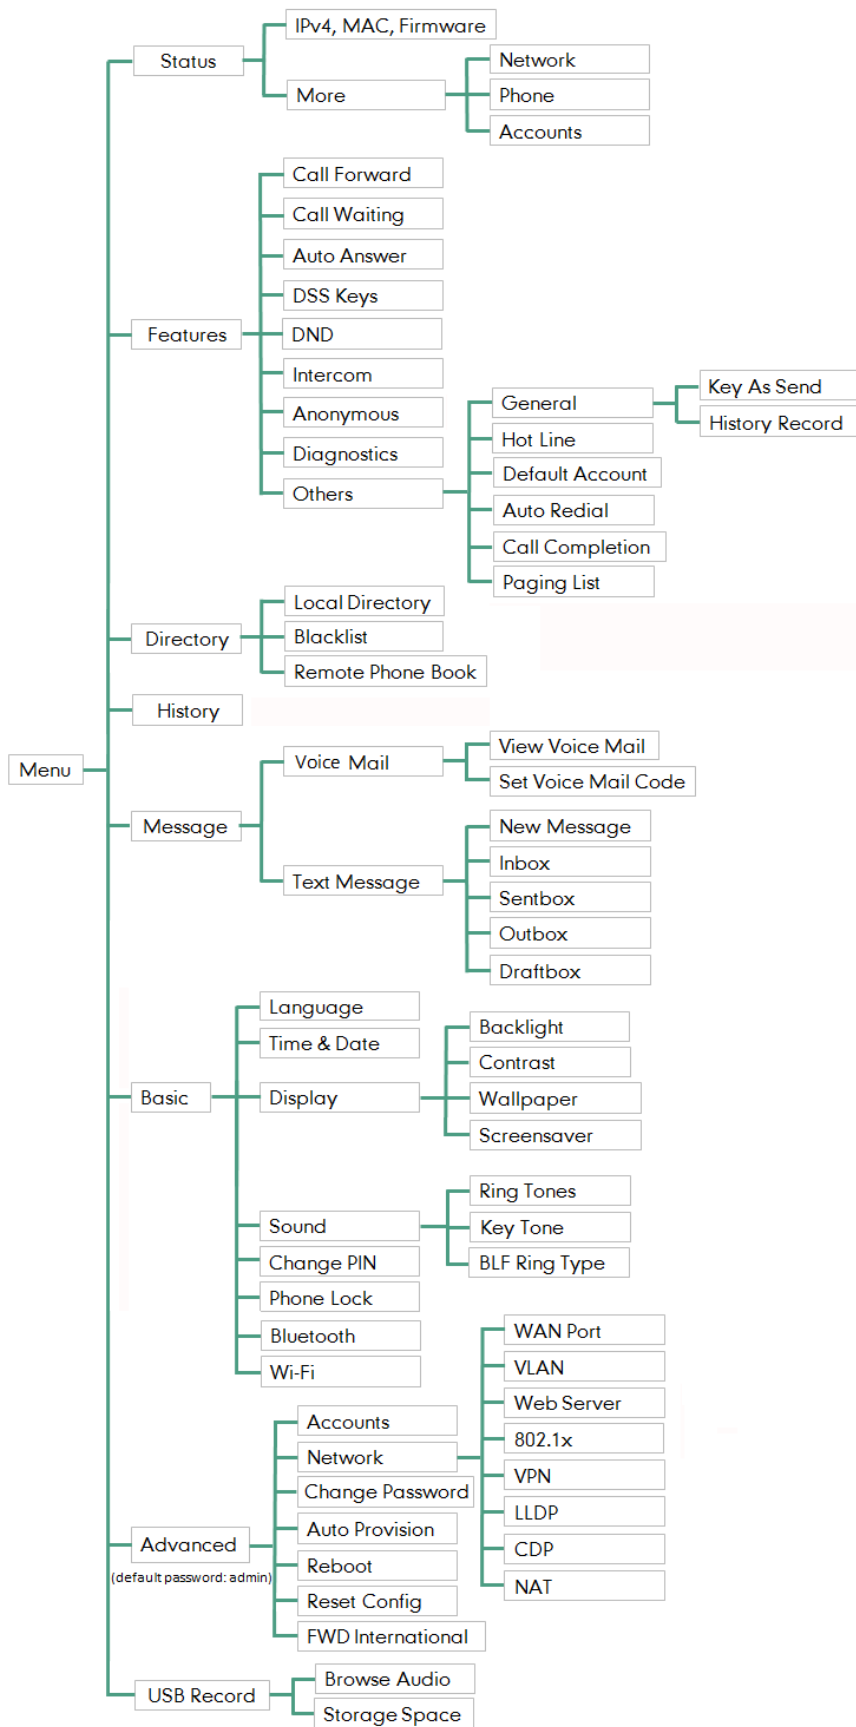 Menu
Status
IPv4, MAC, Firmware
More
Network
Phone
Accounts
Features
Call Forward
Call Waiting
Auto Answer
DSS Keys
DND
Intercom
Anonymous
Diagnostics
Others
General
Key As Send
History Record
Hot Line
Default Account
Auto Redial
Call Completion
Paging List
Directory
Local Directory
Blacklist
Remote Phone Book
History
Message
Voice Mail
View Voice Mail
Set Voice Mail Code
Text Message
New Message
Inbox
Sentbox
Outbox
Draftbox
Basic
Language
Time & Date
Display
Backlight
Contrast
Wallpaper
Screensaver
Sound
Ring Tones
Key Tone
BLF Ring Type
Change PIN
Phone Lock
Bluetooth
Wi-Fi
Advanced
(default password: admin)
Accounts
Network
WAN Port
VLAN
Web Server
802.1x
VPN
LLDP
CDP
NAT
Change Password
Auto Provision
Reboot
Reset Config
FWD International
USB Record
Browse Audio
Storage Space